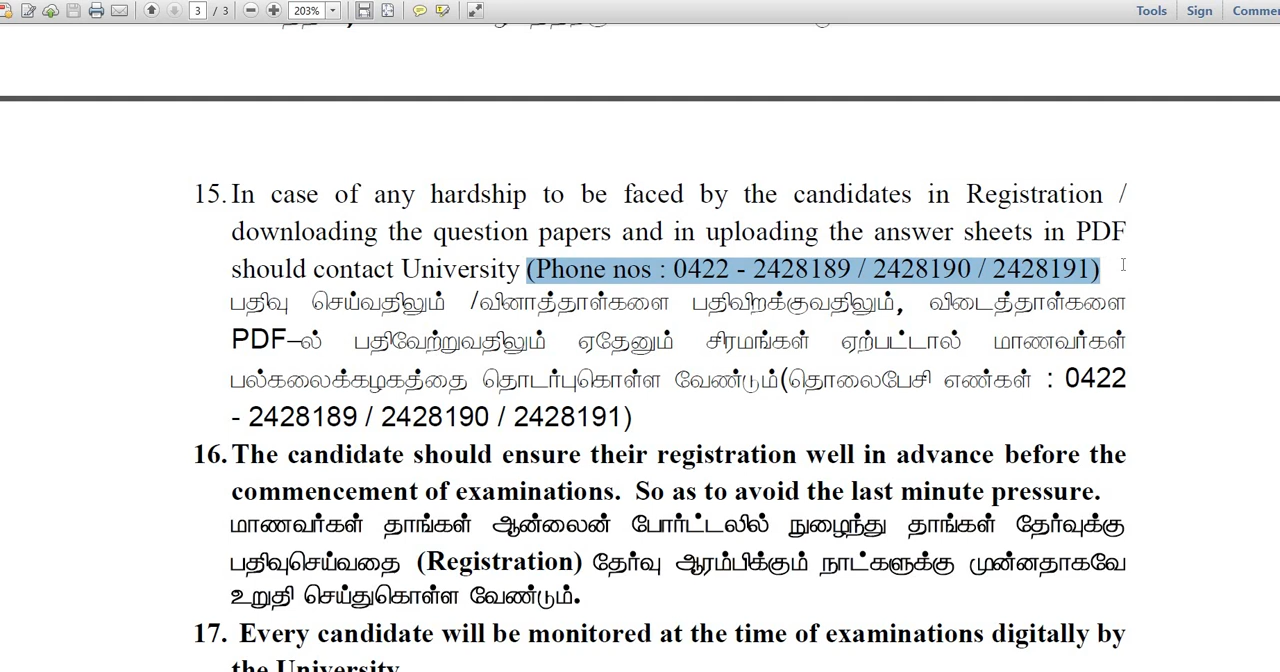 3 / 3
203%
Tools
Sign
Comme
15. In case of any hardship to be faced by the candidates in Registration /
downloading the question papers and in uploading the answer sheets in PDF
should contact University (Phone nos : 0422 - 2428189 / 2428190 / 2428191)
பதிவு செய்வதிலும் /வினாத்தாள்களை பதிவிறக்குவதிலும், விடைத்தாள்களை
PDF–ல் பதிவேற்றுவதிலும் ஏதேனும் சிரமங்கள் ஏற்பட்டால் மாணவர்கள்
பல்கலைக்கழகத்தை தொடர்புகொள்ள வேண்டும்(தொலைபேசி எண்கள் : 0422
- 2428189 / 2428190 / 2428191)
16. The candidate should ensure their registration well in advance before the
commencement of examinations. So as to avoid the last minute pressure.
மாணவர்கள் தாங்கள் ஆன்லைன் போர்ட்டலில் நுழைந்து தாங்கள் தேர்வுக்கு
பதிவுசெய்வதை (Registration) தேர்வு ஆரம்பிக்கும் நாட்களுக்கு முன்னதாகவே
உறுதி செய்துகொள்ள வேண்டும்.
17. Every candidate will be monitored at the time of examinations digitally by
the University.